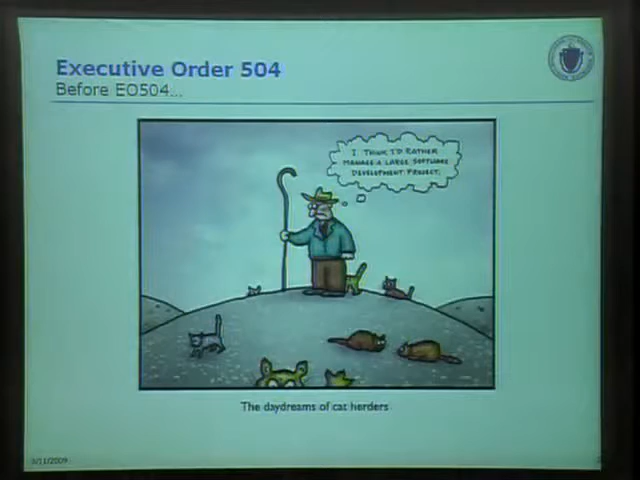 Executive Order 504
Before EO504...
I THINK I'D RATHER
MANAGE A LARGE SOFTWARE
DEVELOPMENT PROJECT.
The daydreams of cat herders
/11/2009